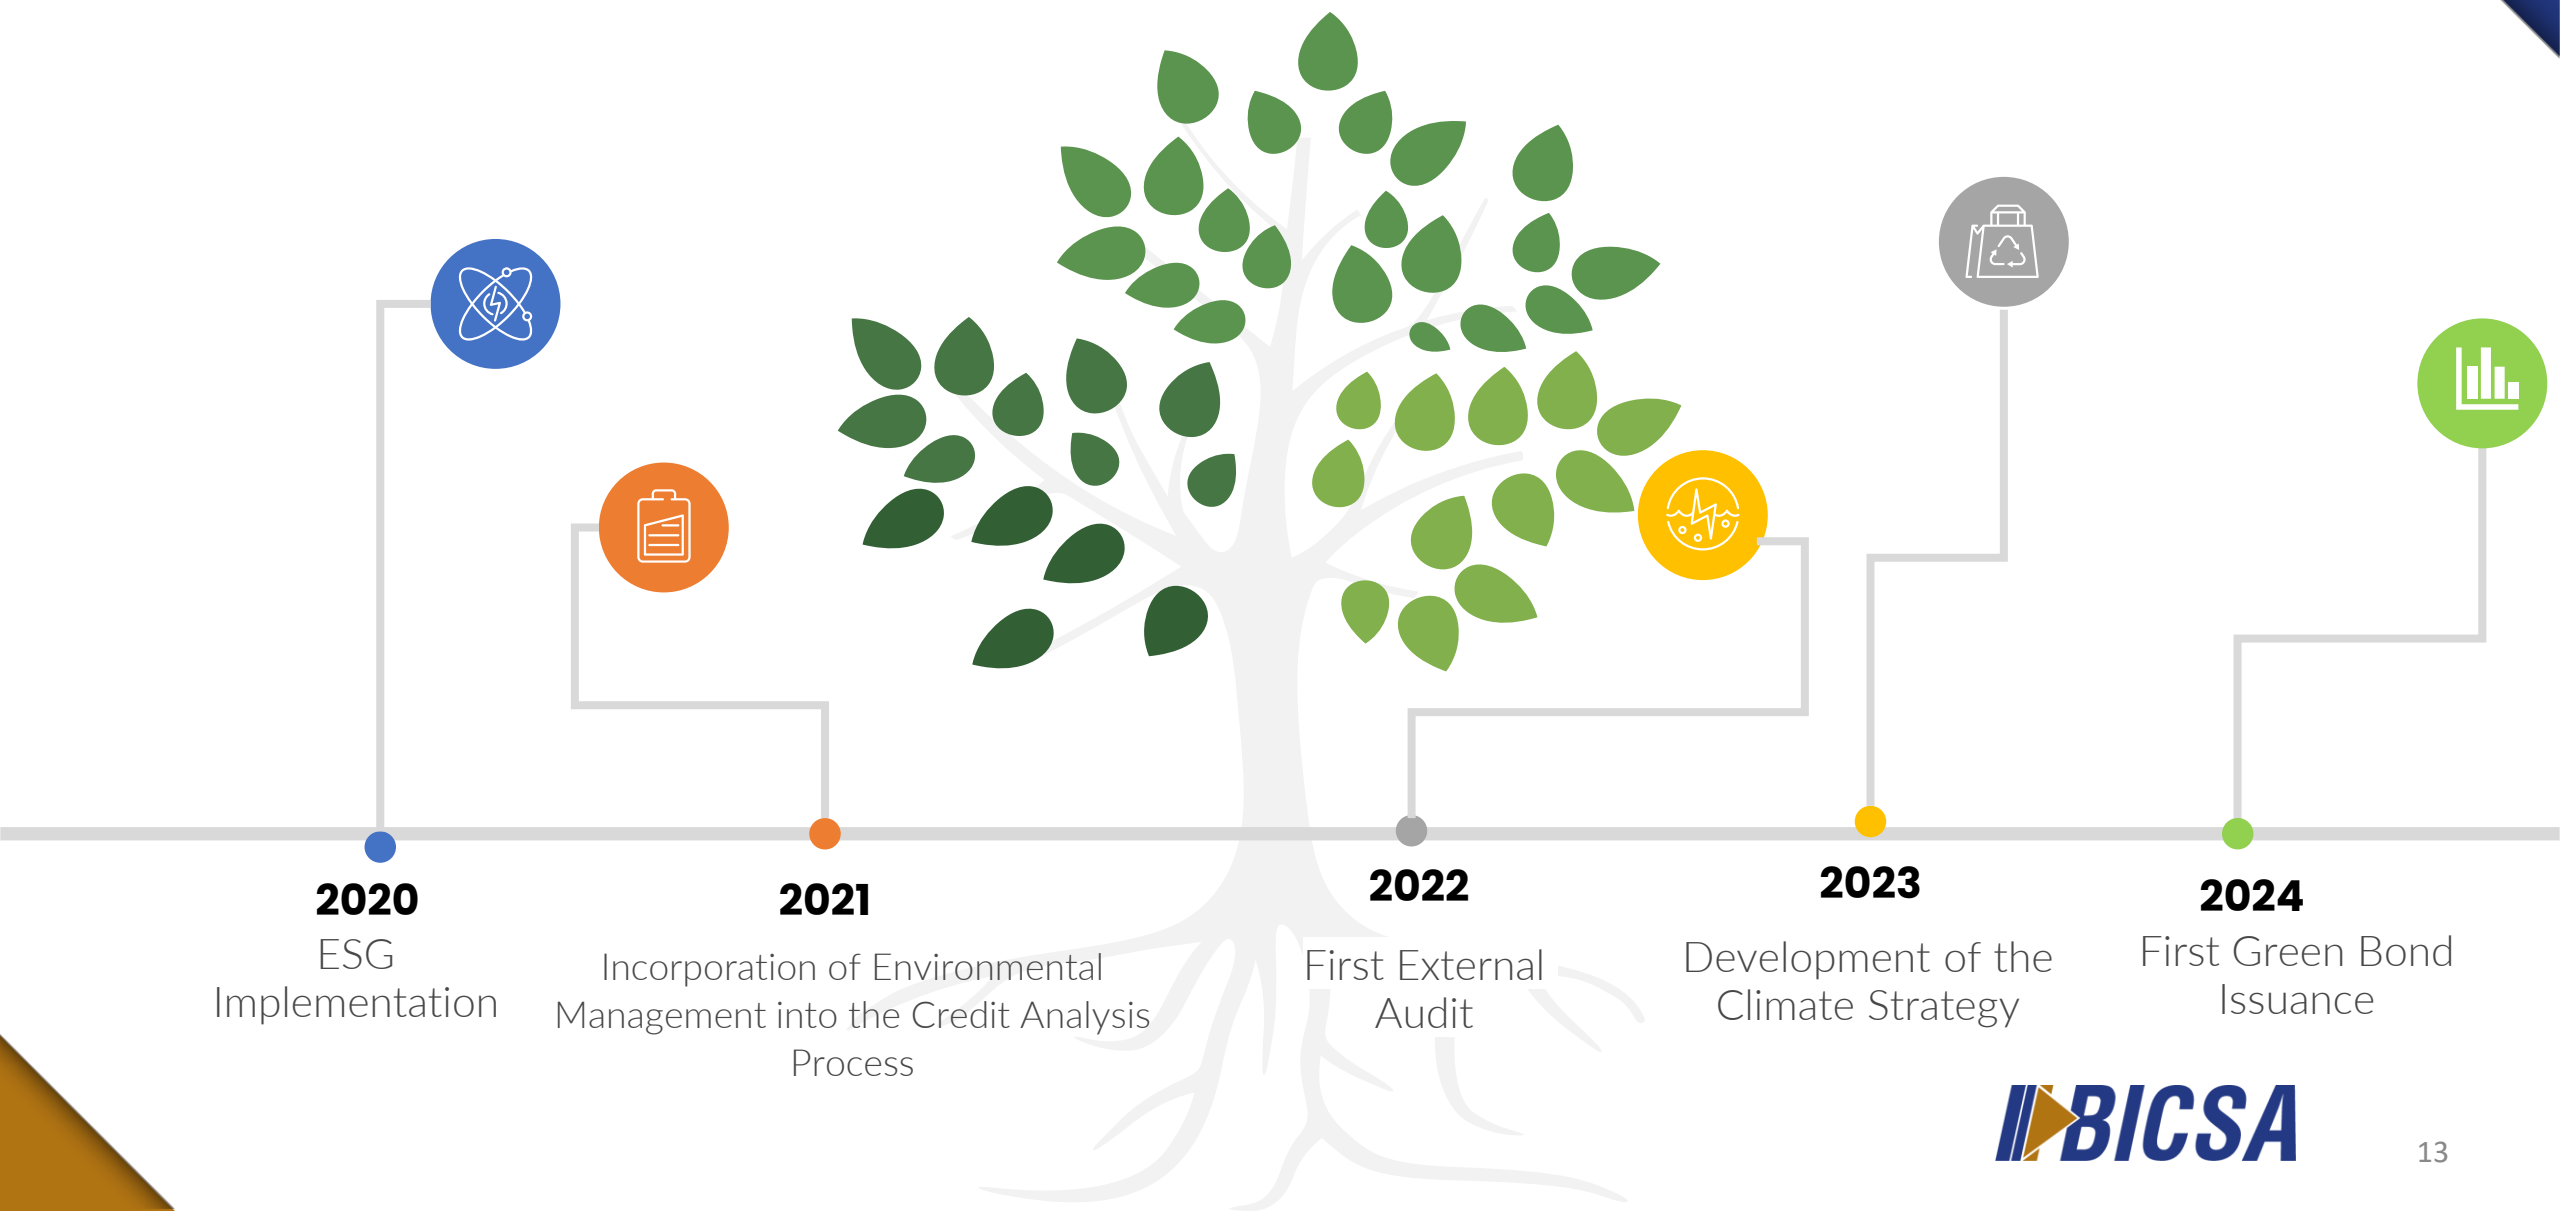 2020
ESG
Implementation
2021
Incorporation of Environmental
Management into the Credit Analysis
Process
2022
First External
Audit
2023
Development of the
Climate Strategy
2024
First Green Bond
Issuance
BICSA
13